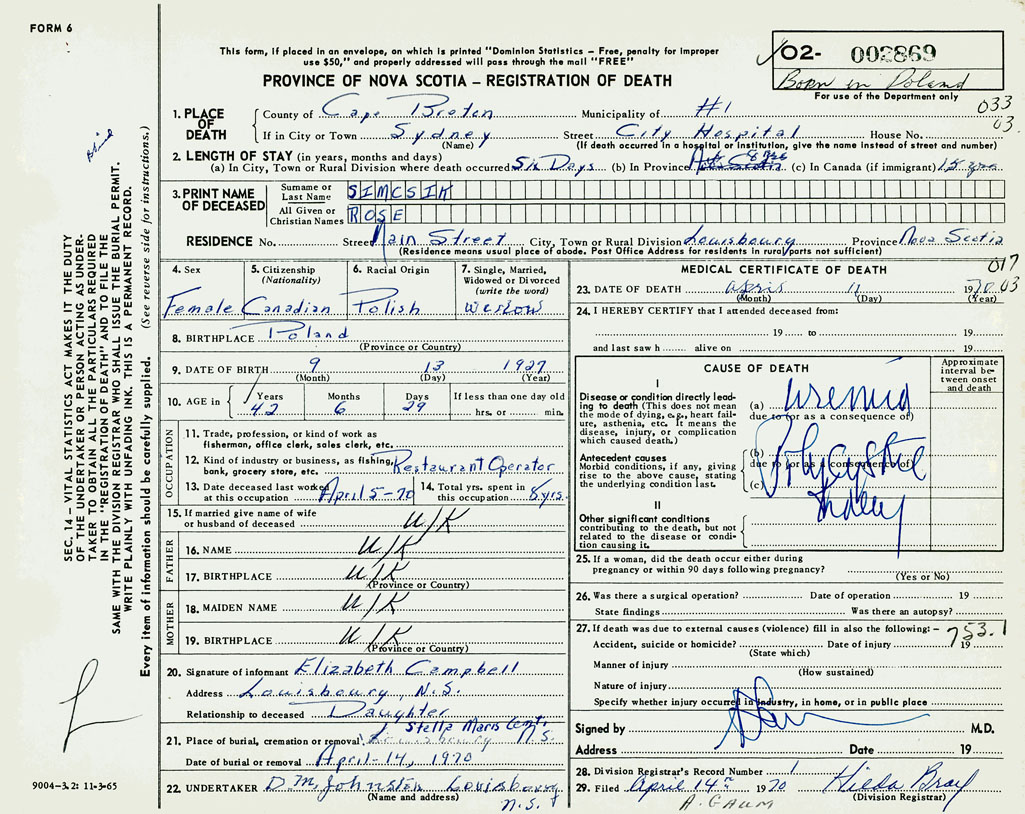 FORM 6
This form, if placed in an envelope, on which is printed "Dominion Statistics – Free, penalty for improper
use $50," and properly addressed will pass through the mail "FREE"
PROVINCE OF NOVA SCOTIA – REGISTRATION OF DEATH
02- 002869
Born in Poland
For use of the Department only
033
03.
1. PLACE OF DEATH
County of Cape Breton Municipality of #1
If in City or Town Sydney Street City Hospital House No.
(Name) (If death occurred in a hospital or institution, give the name instead of street and number)
2. LENGTH OF STAY (in years, months and days)
(a) In City, Town or Rural Division where death occurred Six Days (b) In Province 8 yrs (c) In Canada (if immigrant) 15 yrs
3. PRINT NAME OF DECEASED
Surname or Last Name SIMCSIK
All Given or Christian Names ROSE
RESIDENCE No. Street Main Street City, Town or Rural Division Louisbourg Province Nova Scotia
(Residence means usual place of abode. Post Office Address for residents in rural parts not sufficient)
4. Sex
Female
5. Citizenship
(Nationality)
Canadian
6. Racial Origin
Polish
7. Single, Married,
Widowed or Divorced
(write the word)
Widow
8. BIRTHPLACE Poland
(Province or Country)
9. DATE OF BIRTH 9 13 1927
(Month) (Day) (Year)
10. AGE in Years Months Days If less than one day old
42 6 29 hrs. or min.
OCCUPATION
11. Trade, profession, or kind of work as
fisherman, office clerk, sales clerk, etc.
12. Kind of industry or business, as fishing,
bank, grocery store, etc. Restaurant Operator
13. Date deceased last worked
at this occupation April 5-70
14. Total yrs. spent in
this occupation 8 yrs.
15. If married give name of wife
or husband of deceased U/K
FATHER
16. NAME U/K
17. BIRTHPLACE U/K
(Province or Country)
MOTHER
18. MAIDEN NAME U/K
19. BIRTHPLACE U/K
(Province or Country)
20. Signature of informant Elizabeth Campbell
Address Louisbourg, N.S.
Relationship to deceased Daughter
Stella Maris Cem't.
21. Place of burial, cremation or removal Louisbourg N.S.
Date of burial or removal April-14, 1970
22. UNDERTAKER D.M. Johnston Louisbourg
(Name and address) N.S.
MEDICAL CERTIFICATE OF DEATH
017
03
23. DATE OF DEATH April 11 1970
(Month) (Day) (Year)
24. I HEREBY CERTIFY that I attended deceased from:
19 to 19
and last saw h alive on 19
CAUSE OF DEATH
Approximate
interval be-
tween onset
and death
I
Disease or condition directly lead-
ing to death (This does not mean
the mode of dying, e.g., heart fail-
ure, asthenia, etc. It means the
disease, injury, or complication
which caused death.)
(a) Uremia
due to (or as a consequence of)
Antecedent causes
Morbid conditions, if any, giving
rise to the above cause, stating
the underlying condition last.
(b) Polycystic
due to (or as a consequence of)
(c) Kidney
II
Other significant conditions
contributing to the death, but not
related to the disease or condi-
tion causing it.
25. If a woman, did the death occur either during
pregnancy or within 90 days following pregnancy?
(Yes or No)
26. Was there a surgical operation? Date of operation 19
State findings Was there an autopsy?
27. If death was due to external causes (violence) fill in also the following: – 753.1
Accident, suicide or homicide? Date of injury 19
(State which)
Manner of injury
(How sustained)
Nature of injury
Specify whether injury occurred in industry, in home, or in public place
Signed by M.D.
Address Date 19
28. Division Registrar's Record Number 1
29. Filed April 14th 1970 Hilda Bray
(Division Registrar)
A. GAUM
SEC. 14 – VITAL STATISTICS ACT MAKES IT THE DUTY
OF THE UNDERTAKER OR PERSON ACTING AS UNDER-
TAKER TO OBTAIN ALL THE PARTICULARS REQUIRED
IN THE "REGISTRATION OF DEATH" AND TO FILE THE
SAME WITH THE DIVISION REGISTRAR WHO SHALL ISSUE THE BURIAL PERMIT.
WRITE PLAINLY WITH UNFADING INK. THIS IS A PERMANENT RECORD.
Every item of information should be carefully supplied. (See reverse side for instructions.)
9004-3.2: 11-3-65